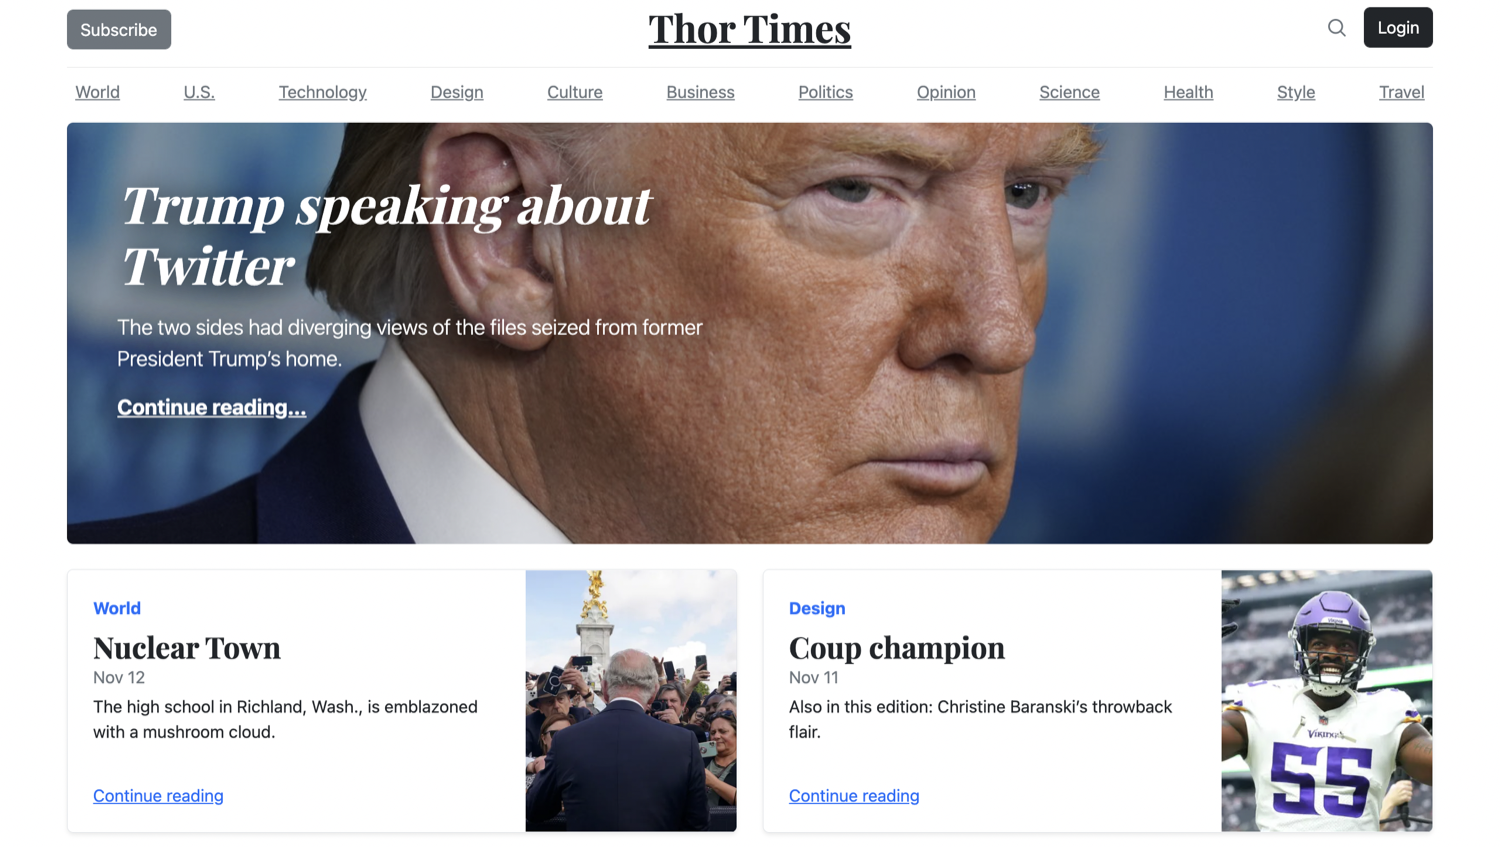 Subscribe
Thor Times
Login
World
U.S.
Technology
Design
Culture
Business
Politics
Opinion
Science
Health
Style
Travel
Trump speaking about
Twitter
The two sides had diverging views of the files seized from former
President Trump’s home.
Continue reading...
World
Nuclear Town
Nov 12
The high school in Richland, Wash., is emblazoned
with a mushroom cloud.
Continue reading
Design
Coup champion
Nov 11
Also in this edition: Christine Baranski’s throwback
flair.
Continue reading
VIKINGS
55